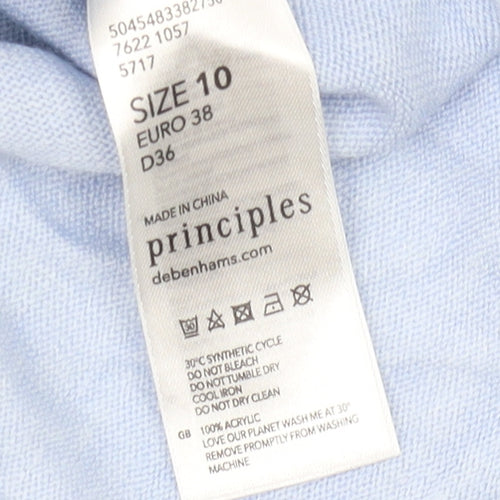 7622 1057
5717
SIZE 10
EURO 38
D36
MADE IN CHINA
principles
debenhams.com
30
30°C SYNTHETIC CYCLE
DO NOT BLEACH
DO NOT TUMBLE DRY
COOL IRON
DO NOT DRY CLEAN
GB 100% ACRYLIC
LOVE OUR PLANET WASH ME AT 30°
REMOVE PROMPTLY FROM WASHING
MACHINE